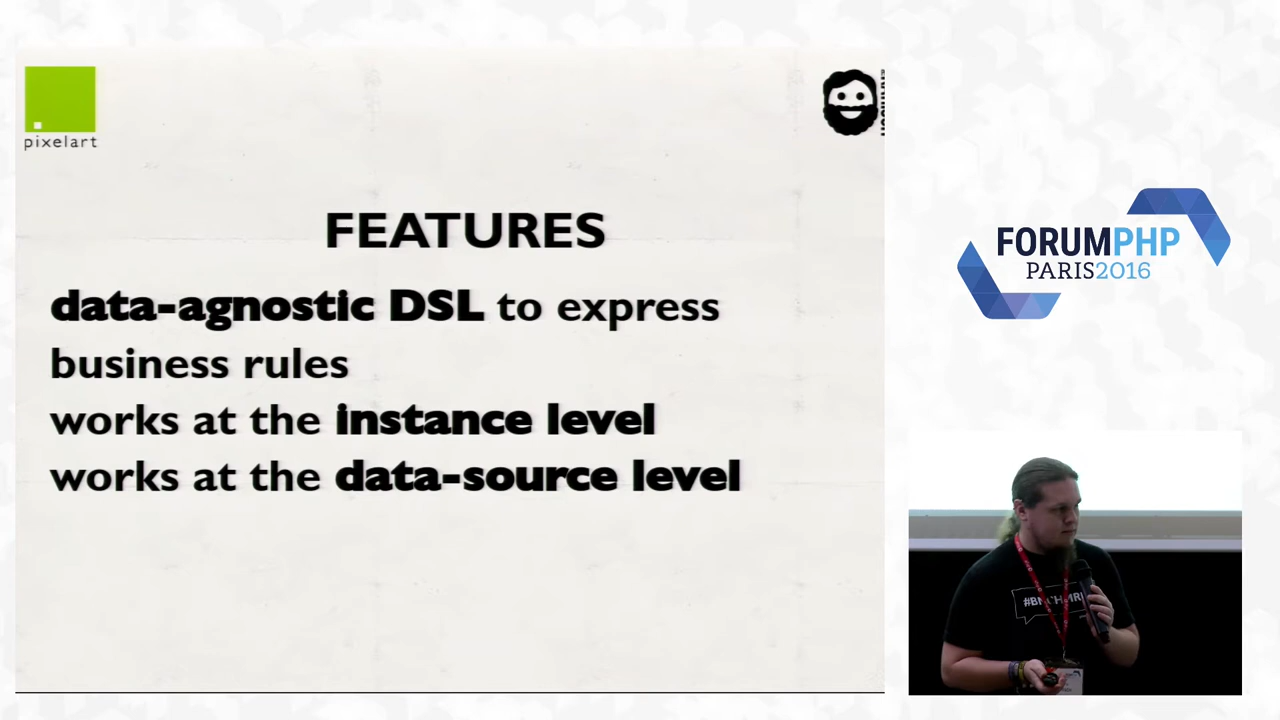 pixelart
FEATURES
data-agnostic DSL to express
business rules
works at the instance level
works at the data-source level
FORUMPHP
PARIS2016